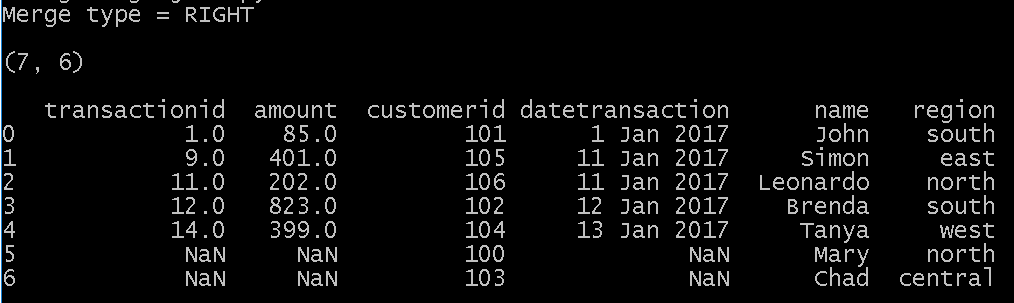 Merge type = RIGHT
(7, 6)
transactionid amount customerid datetransaction name region
0 1.0 85.0 101 1 Jan 2017 John south
1 9.0 401.0 105 11 Jan 2017 Simon east
2 11.0 202.0 106 11 Jan 2017 Leonardo north
3 12.0 823.0 102 12 Jan 2017 Brenda south
4 14.0 399.0 104 13 Jan 2017 Tanya west
5 NaN NaN 100 NaN Mary north
6 NaN NaN 103 NaN Chad central